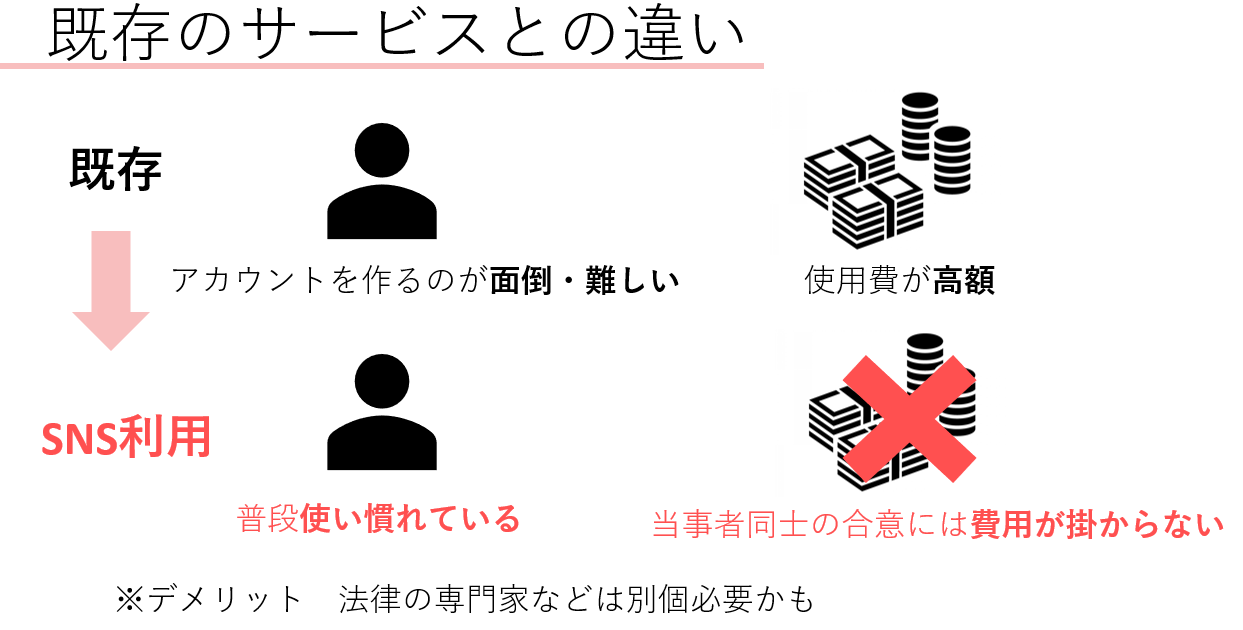 既存のサービスとの違い
既存
アカウントを作るのが面倒・難しい
使用費が高額
SNS利用
普段使い慣れている
当事者同士の合意には費用が掛からない
※デメリット　法律の専門家などは別個必要かも